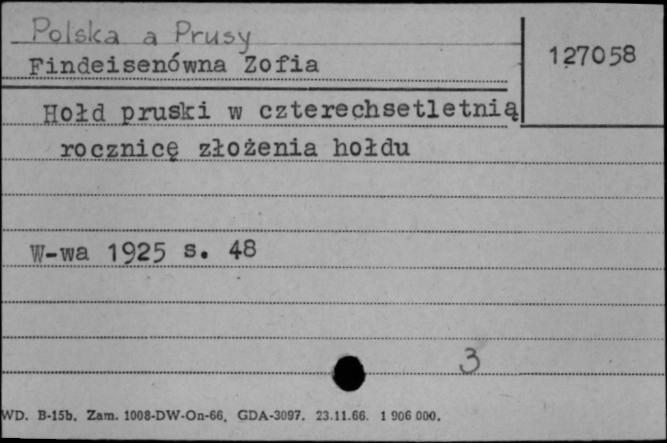 Polska a Prusy
127058
Findeisenówna Zofia
Hołd pruski w czterechsetletnią
rocznicę złożenia hołdu
W-wa 1925 s. 48
3
WD. B-15b. Zam. 1008-DW-On-66. GDA-3097. 23.11.66. 1 906 000.